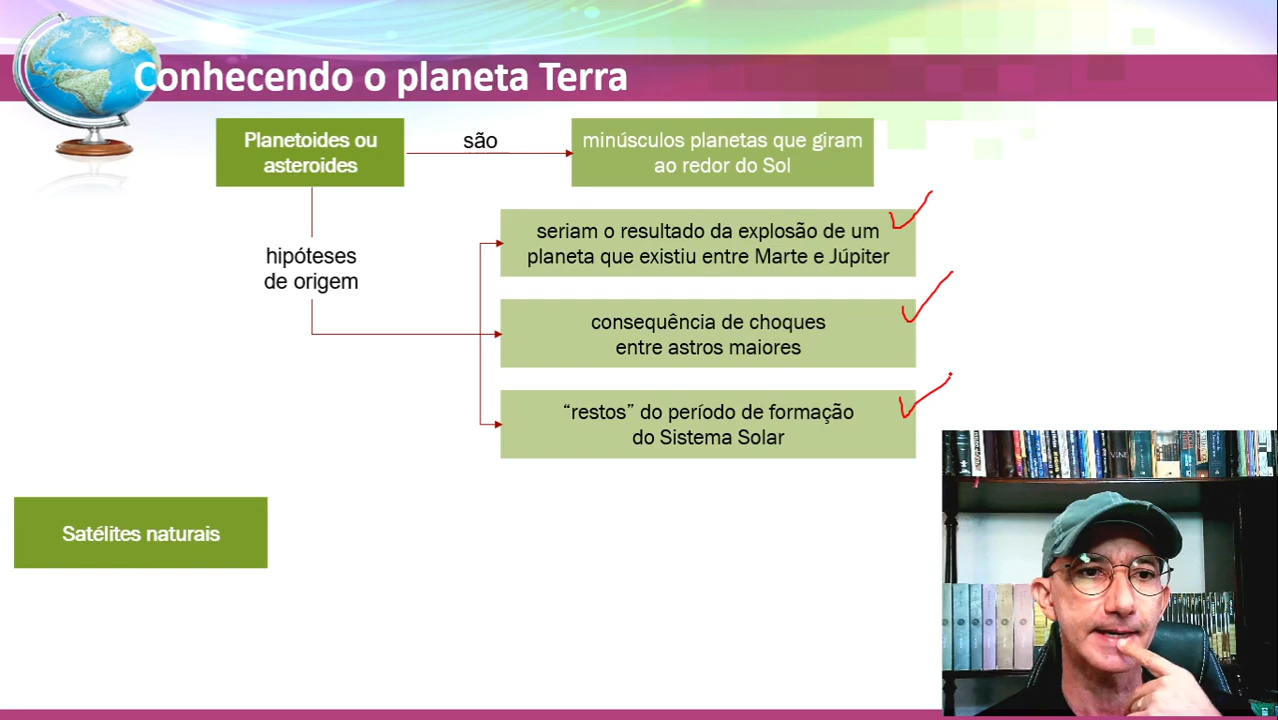 Conhecendo o planeta Terra
Planetoides ou
asteroides
são
minúsculos planetas que giram
ao redor do Sol
hipóteses
de origem
seriam o resultado da explosão de um
planeta que existiu entre Marte e Júpiter
consequência de choques
entre astros maiores
“restos” do período de formação
do Sistema Solar
Satélites naturais
VINE